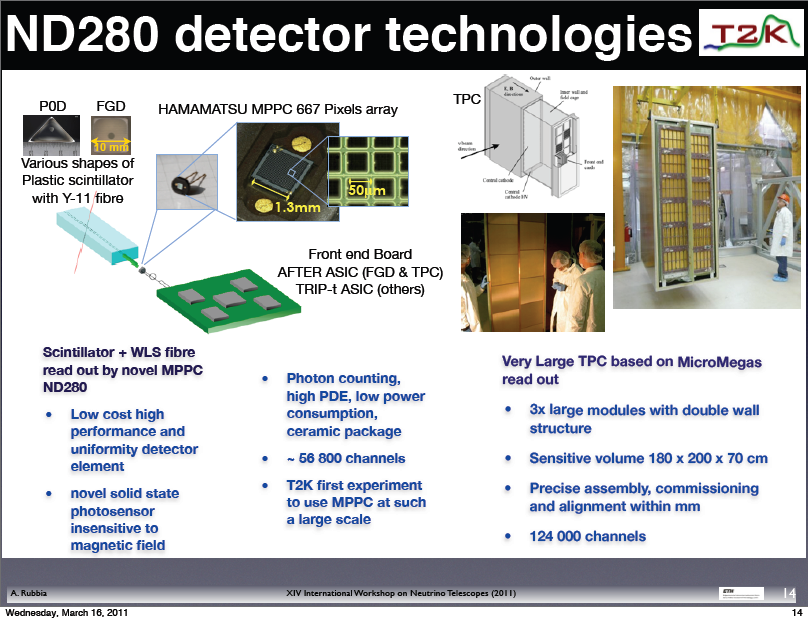 ND280 detector technologies
T2K
P0D FGD
10 mm
Various shapes of
Plastic scintillator
with Y-11 fibre
HAMAMATSU MPPC 667 Pixels array
50µm
1.3mm
Front end Board
AFTER ASIC (FGD & TPC)
TRIP-t ASIC (others)
TPC
Outer wall
E, B
directions
Inner wall and
field cage
beam
direction
Front end
cards
Central cathode
Central
cathode HV
Scintillator + WLS fibre
read out by novel MPPC
ND280
• Low cost high
performance and
uniformity detector
element
• novel solid state
photosensor
insensitive to
magnetic field
• Photon counting,
high PDE, low power
consumption,
ceramic package
• ~ 56 800 channels
• T2K first experiment
to use MPPC at such
a large scale
Very Large TPC based on MicroMegas
read out
• 3x large modules with double wall
structure
• Sensitive volume 180 x 200 x 70 cm
• Precise assembly, commissioning
and alignment within mm
• 124 000 channels
A. Rubbia
XIV International Workshop on Neutrino Telescopes (2011)
ETH
14
Wednesday, March 16, 2011
14